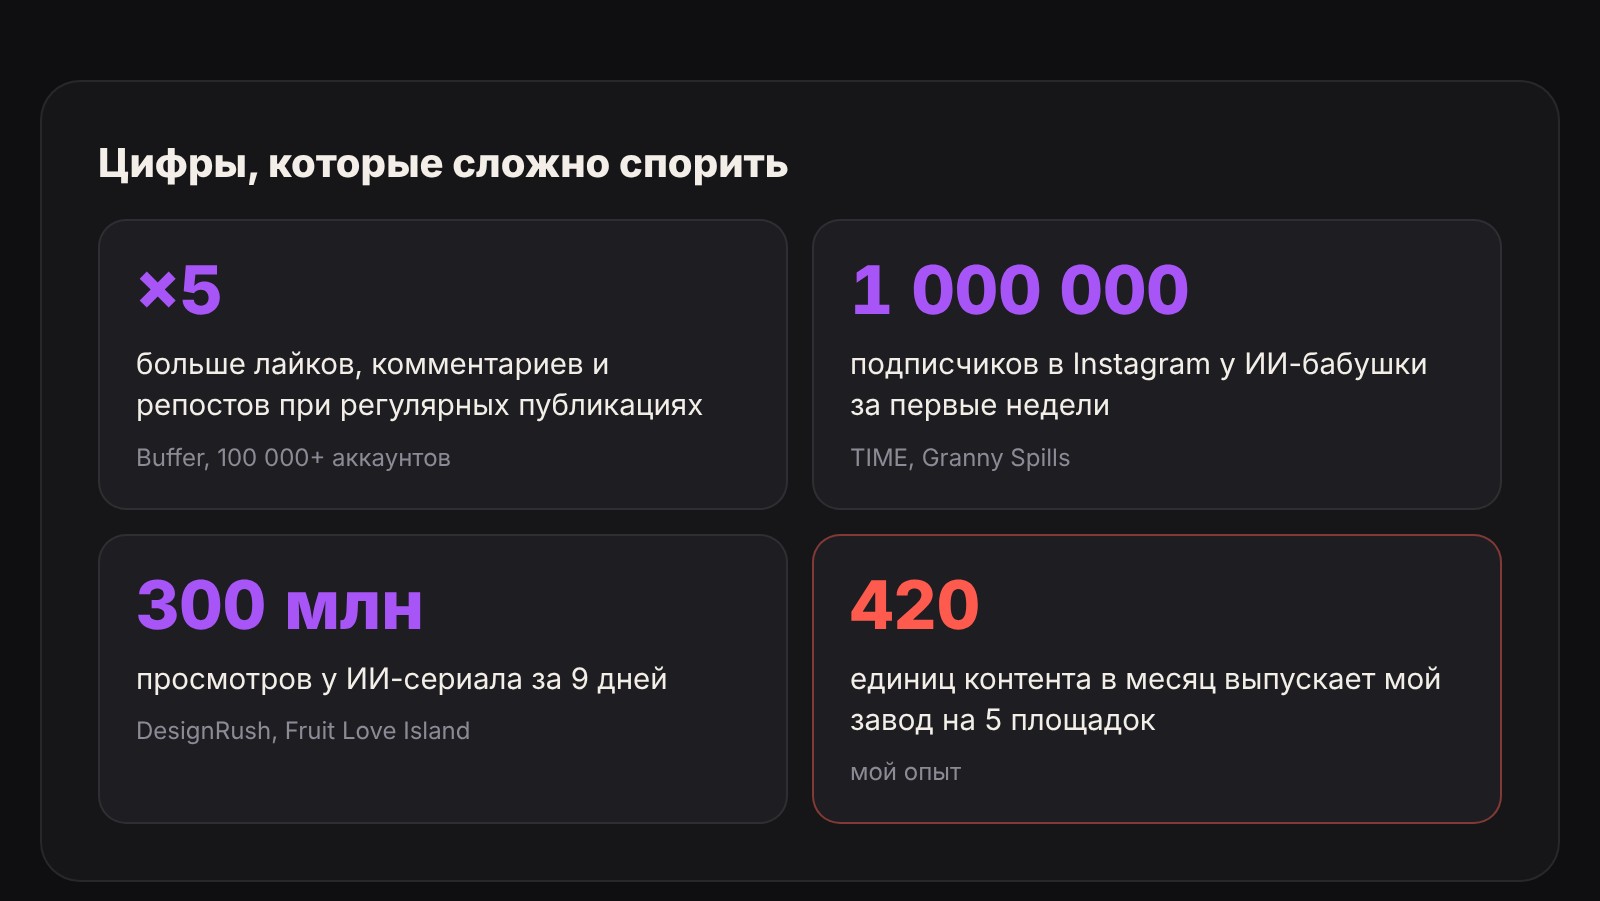 Цифры, которые сложно спорить
×5
больше лайков, комментариев и
репостов при регулярных публикациях
Buffer, 100 000+ аккаунтов
1 000 000
подписчиков в Instagram у ИИ-бабушки
за первые недели
TIME, Granny Spills
300 млн
просмотров у ИИ-сериала за 9 дней
DesignRush, Fruit Love Island
420
единиц контента в месяц выпускает мой
завод на 5 площадок
мой опыт